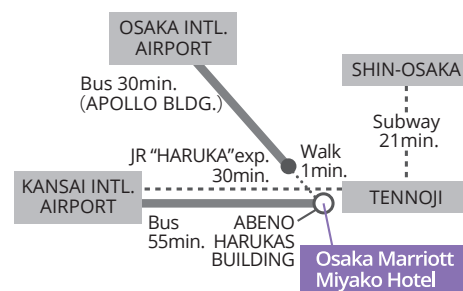 OSAKA INTL.
AIRPORT
Bus 30min.
(APOLLO BLDG.)
SHIN-OSAKA
Subway
21min.
JR “HARUKA”exp.
30min.
Walk
1min.
KANSAI INTL.
AIRPORT
TENNOJI
Bus
55min.
ABENO
HARUKAS
BUILDING
Osaka Marriott
Miyako Hotel